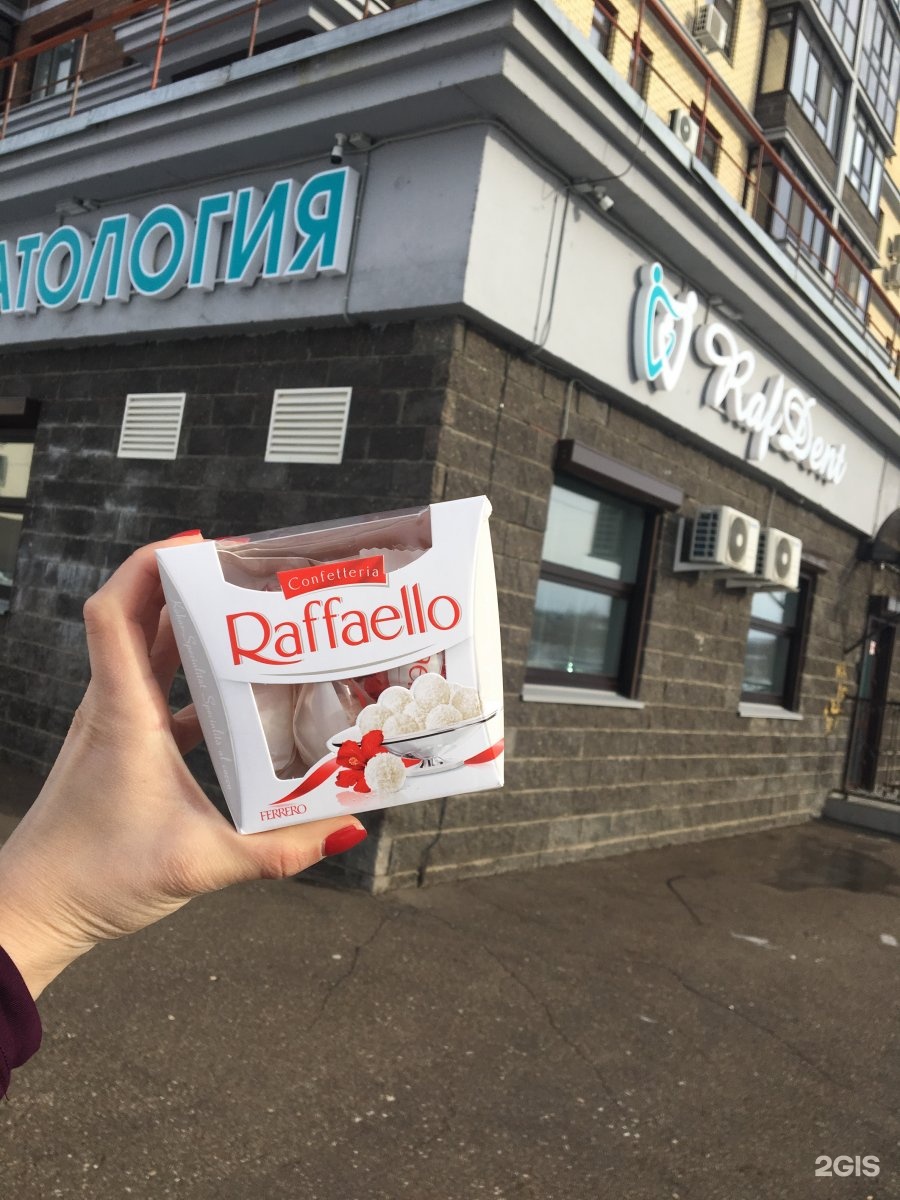 АТОЛОГИЯ
RafDent
Confetteria
Raffaello
FERRERO
2GIS